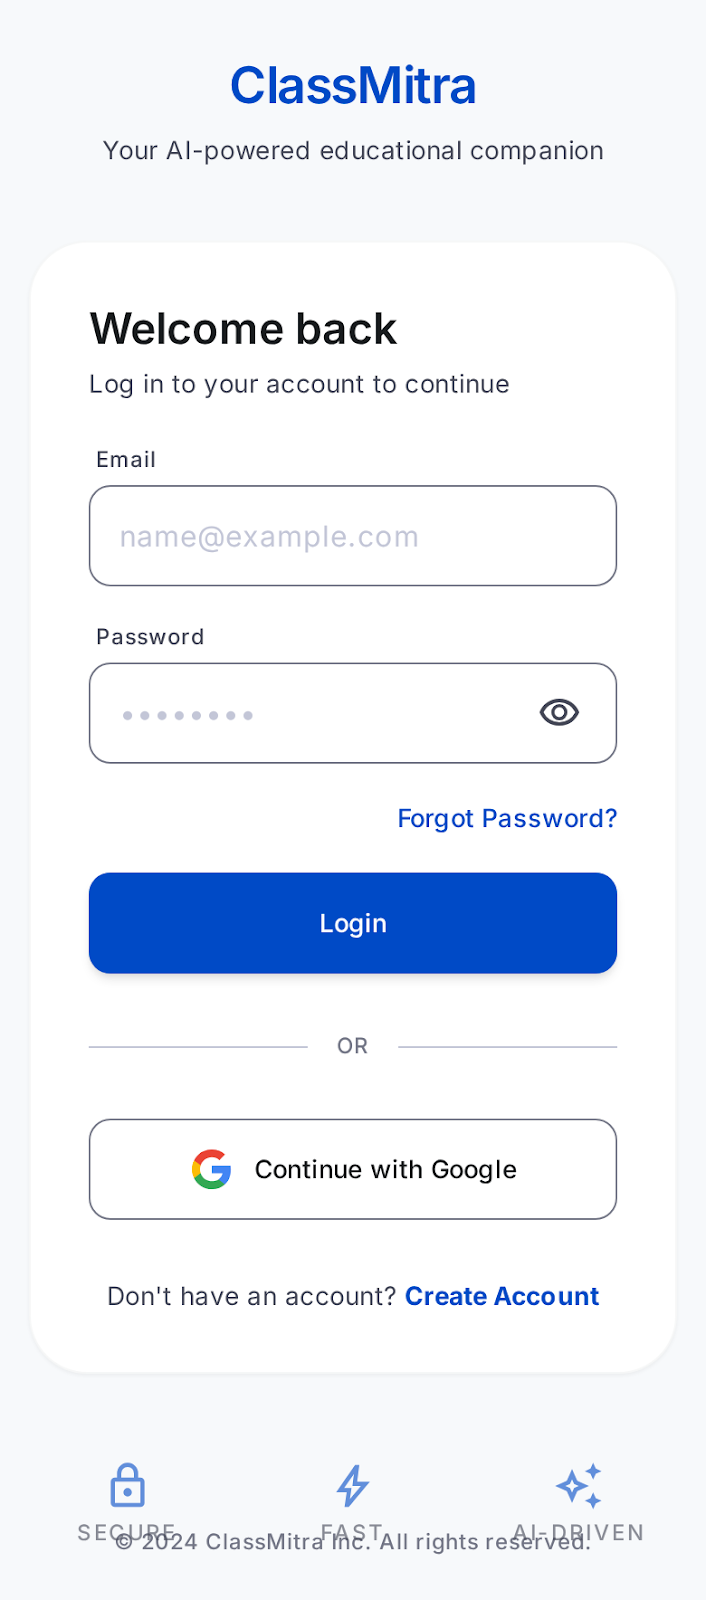 ClassMitra
Your AI-powered educational companion
Welcome back
Log in to your account to continue
Email
name@example.com
Password
Forgot Password?
Login
OR
Continue with Google
Don't have an account? Create Account
SECURE FAST AI-DRIVEN
© 2024 ClassMitra Inc. All rights reserved.